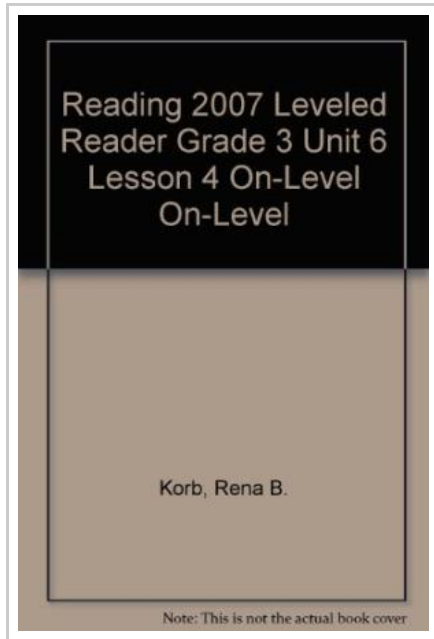 Reading 2007 Leveled
Reader Grade 3 Unit 6
Lesson 4 On-Level
On-Level
Korb, Rena B.
Note: This is not the actual book cover